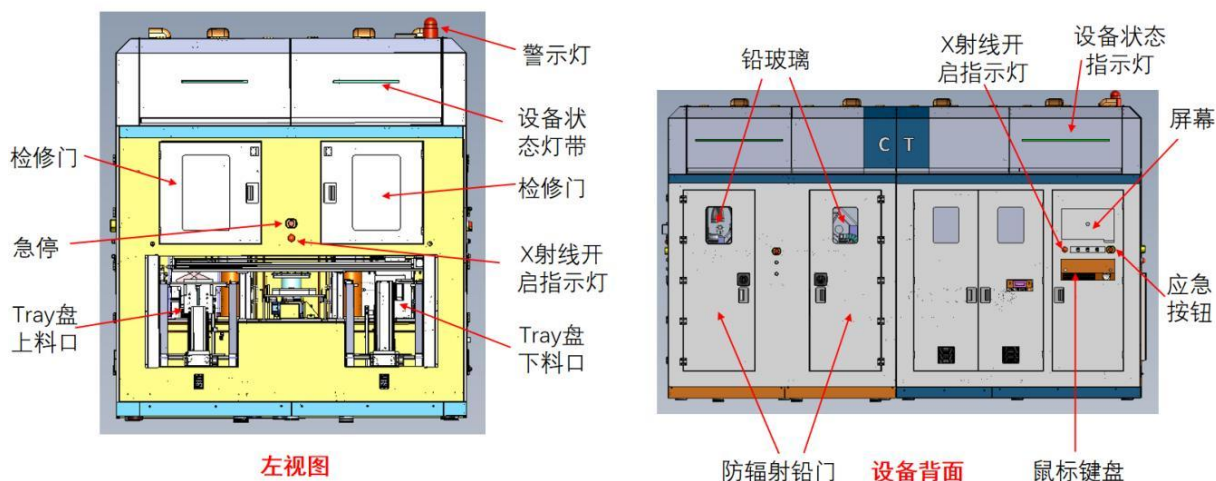 警示灯
设备状
态灯带
检修门
检修门
急停
X射线开
启指示灯
Tray盘
上料口
Tray盘
下料口
左视图
铅玻璃
X射线开
启指示灯
设备状态
指示灯
屏幕
CT
应急
按钮
防辐射铅门
设备背面
鼠标键盘